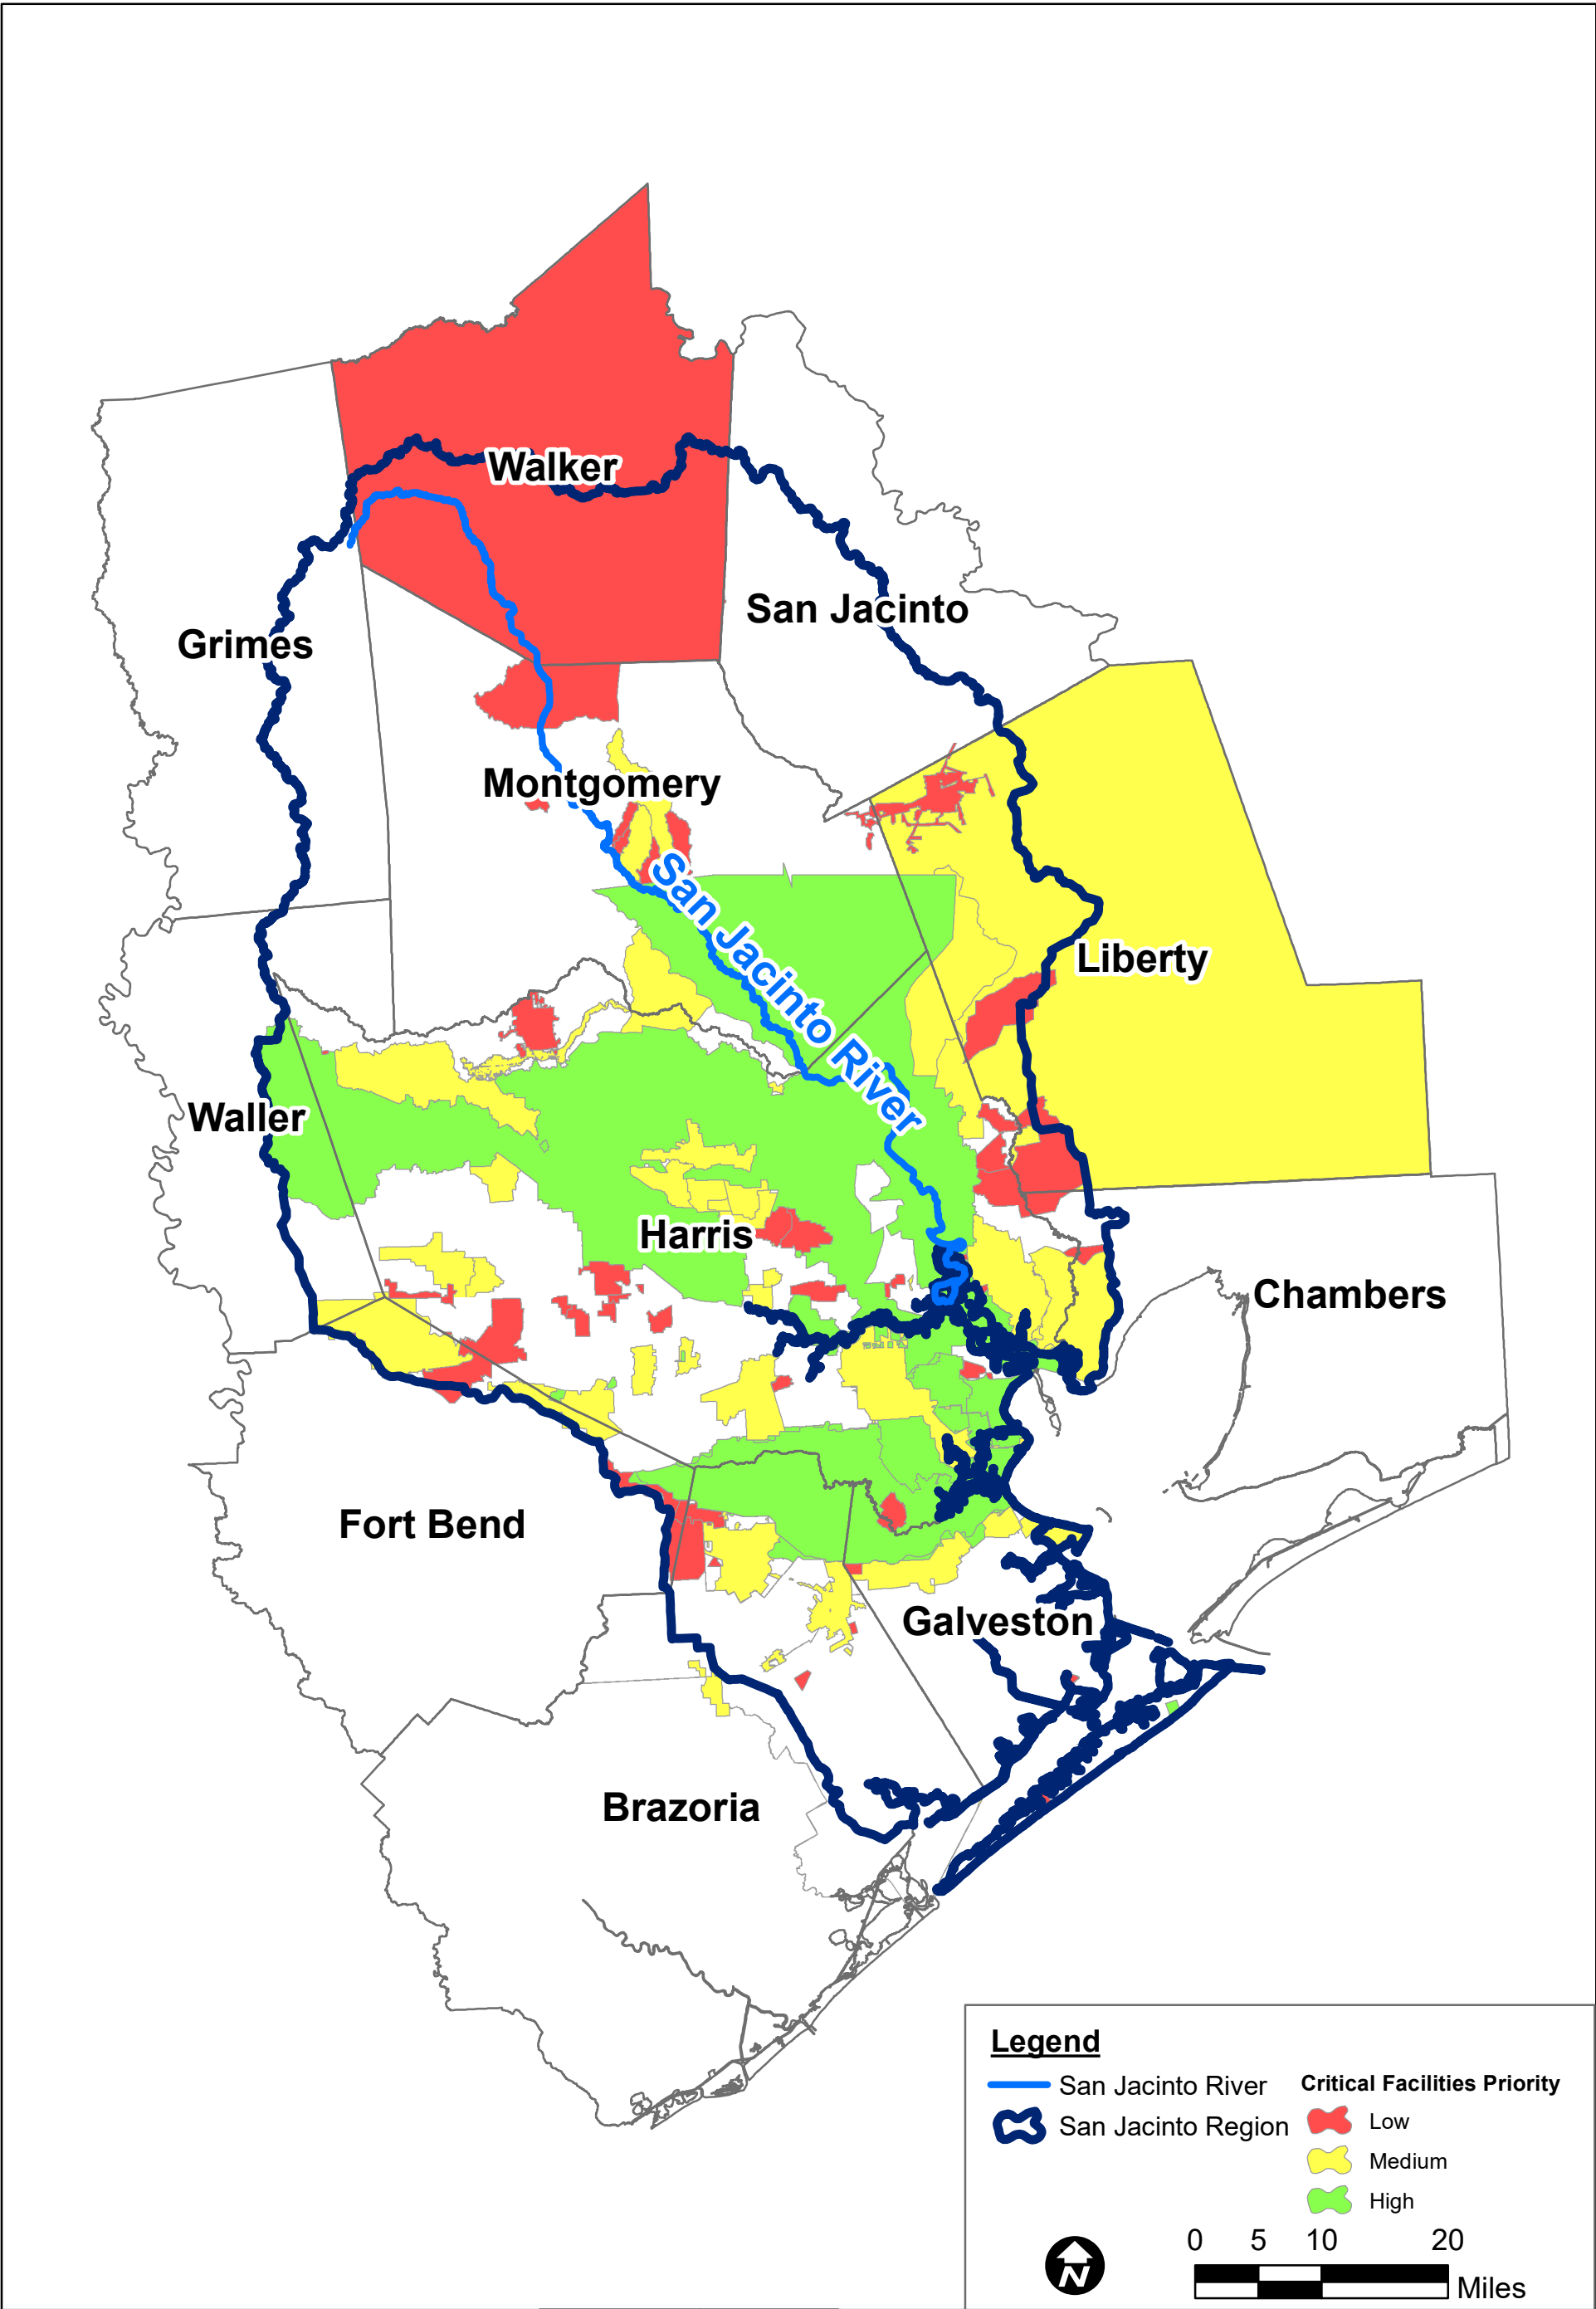 Walker
San Jacinto
Grimes
Montgomery
San Jacinto River
Liberty
Waller
Harris
Chambers
Fort Bend
Galveston
Brazoria
Legend
San Jacinto River
San Jacinto Region
Critical Facilities Priority
Low
Medium
High
N
0 5 10 20
Miles